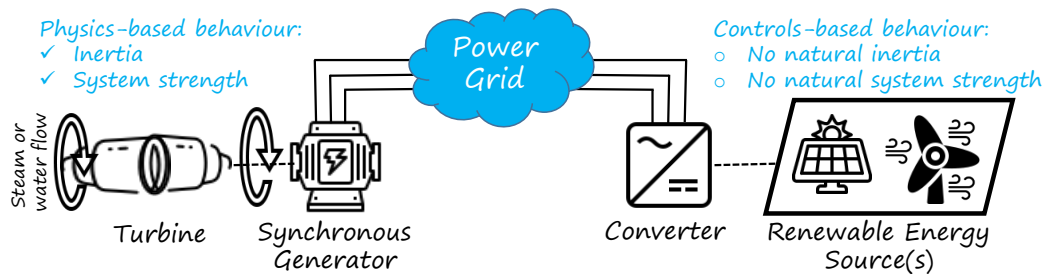 Physics-based behaviour:
✓ Inertia
✓ System strength
Power
Grid
Controls-based behaviour:
○ No natural inertia
○ No natural system strength
Steam or
water flow
Turbine
Synchronous
Generator
Converter
Renewable Energy
Source(s)